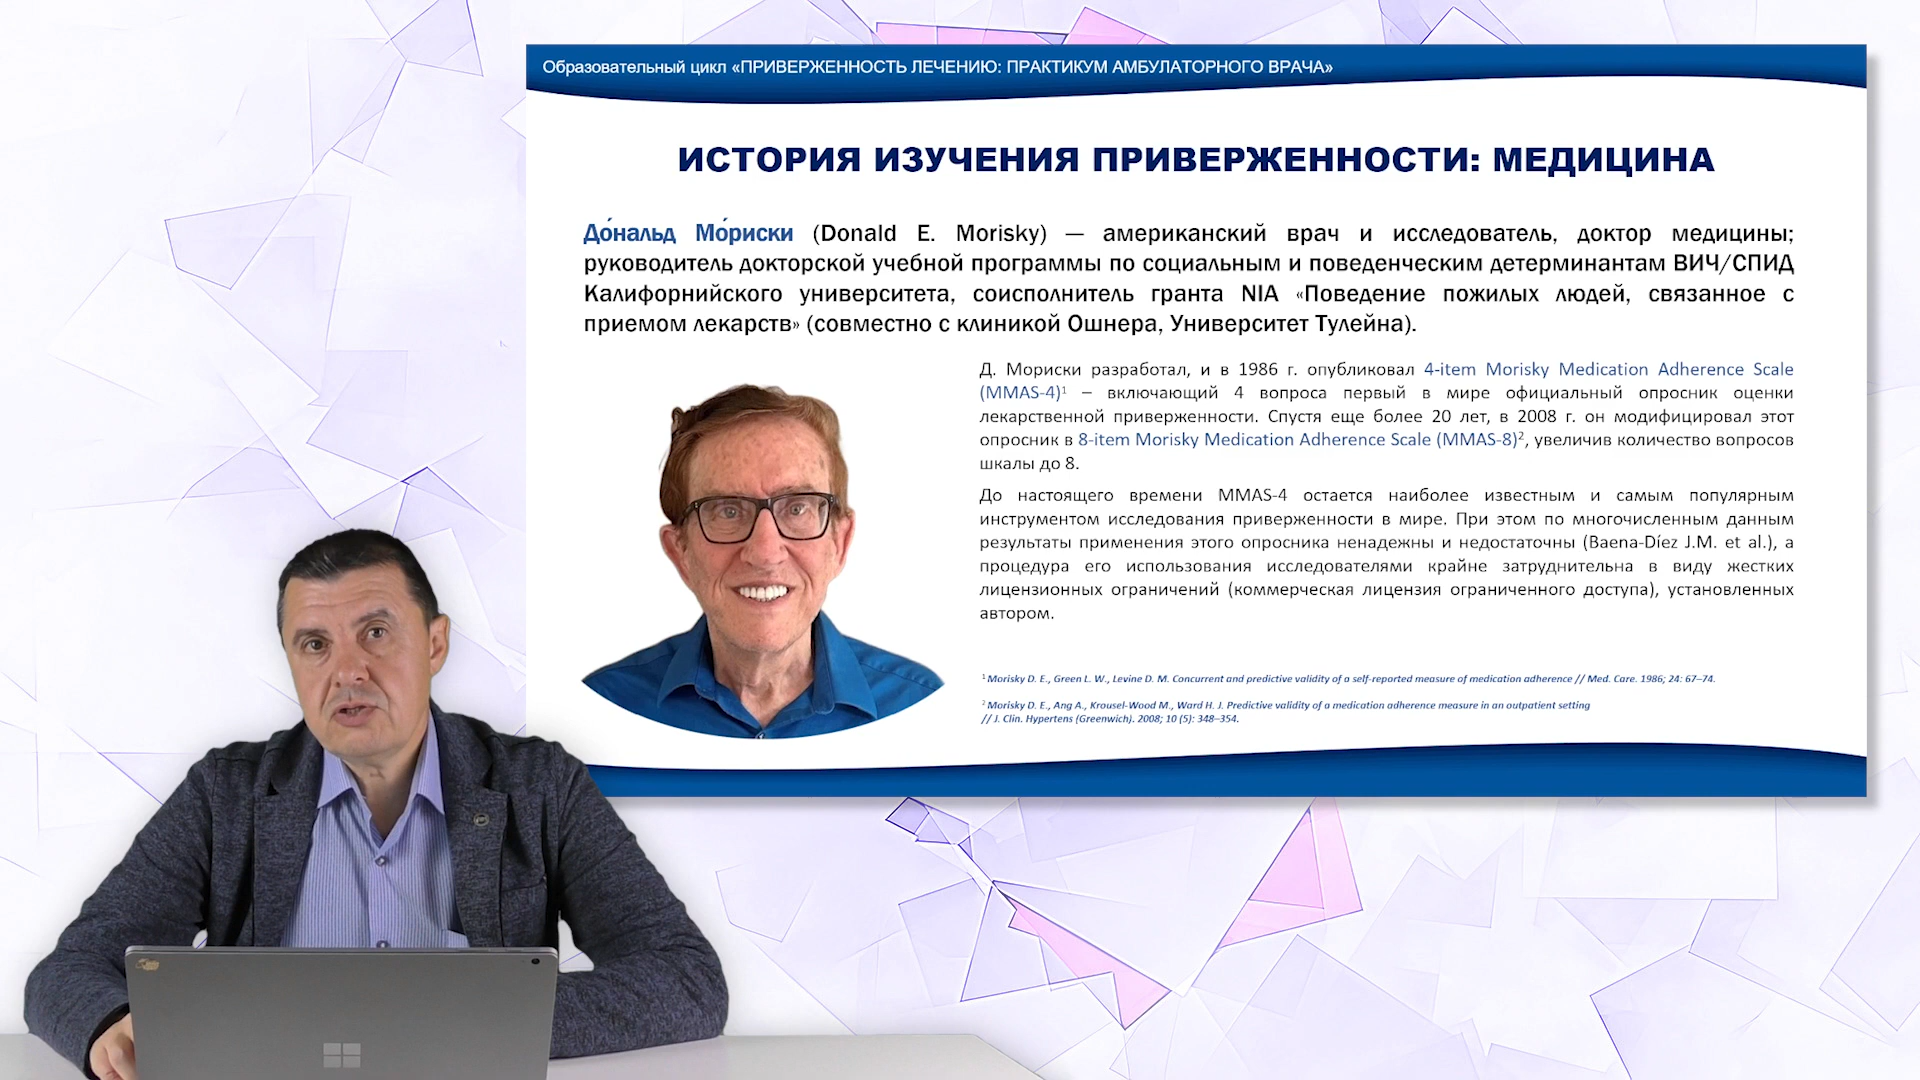 Образовательный цикл «ПРИВЕРЖЕННОСТЬ ЛЕЧЕНИЮ: ПРАКТИКУМ АМБУЛАТОРНОГО ВРАЧА»
ИСТОРИЯ ИЗУЧЕНИЯ ПРИВЕРЖЕННОСТИ: МЕДИЦИНА
До́нальд Мо́риски (Donald E. Morisky) — американский врач и исследователь, доктор медицины;
руководитель докторской учебной программы по социальным и поведенческим детерминантам ВИЧ/СПИД
Калифорнийского университета, соисполнитель гранта NIA «Поведение пожилых людей, связанное с
приемом лекарств» (совместно с клиникой Ошнера, Университет Тулейна).
Д. Мориски разработал, и в 1986 г. опубликовал 4-item Morisky Medication Adherence Scale
(MMAS-4)¹ – включающий 4 вопроса первый в мире официальный опросник оценки
лекарственной приверженности. Спустя еще более 20 лет, в 2008 г. он модифицировал этот
опросник в 8-item Morisky Medication Adherence Scale (MMAS-8)², увеличив количество вопросов
шкалы до 8.
До настоящего времени MMAS-4 остается наиболее известным и самым популярным
инструментом исследования приверженности в мире. При этом по многочисленным данным
результаты применения этого опросника ненадежны и недостаточны (Baena-Díez J.M. et al.), а
процедура его использования исследователями крайне затруднительна в виду жестких
лицензионных ограничений (коммерческая лицензия ограниченного доступа), установленных
автором.
¹ Morisky D. E., Green L. W., Levine D. M. Concurrent and predictive validity of a self-reported measure of medication adherence // Med. Care. 1986; 24: 67–74.
² Morisky D. E., Ang A., Krousel-Wood M., Ward H. J. Predictive validity of a medication adherence measure in an outpatient setting
// J. Clin. Hypertens (Greenwich). 2008; 10 (5): 348–354.